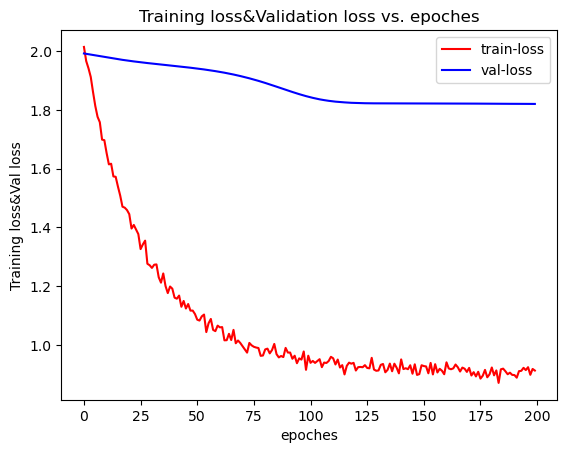 Training loss&Validation loss vs. epoches
train-loss
val-loss
Training loss&Val loss
2.0
1.8
1.6
1.4
1.2
1.0
0 25 50 75 100 125 150 175 200
epoches